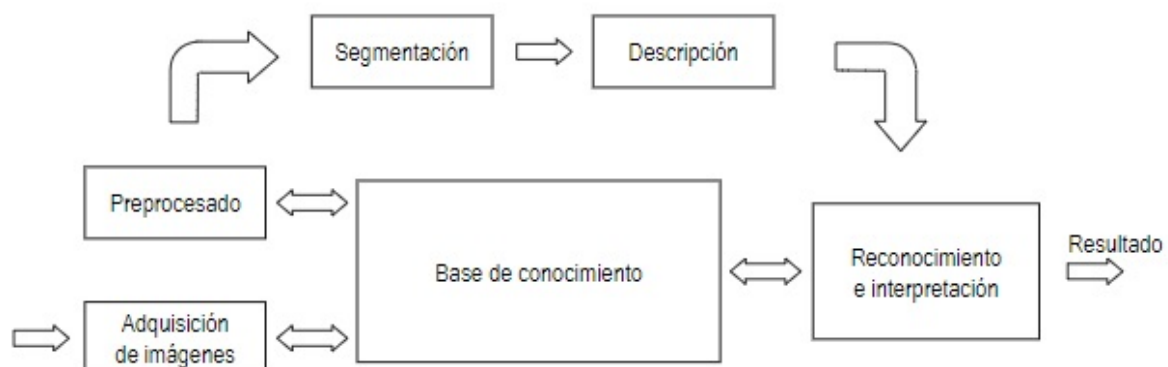 Segmentación
Descripción
Preprocesado
Base de conocimiento
Reconocimiento
e interpretación
Resultado
Adquisición
de imágenes